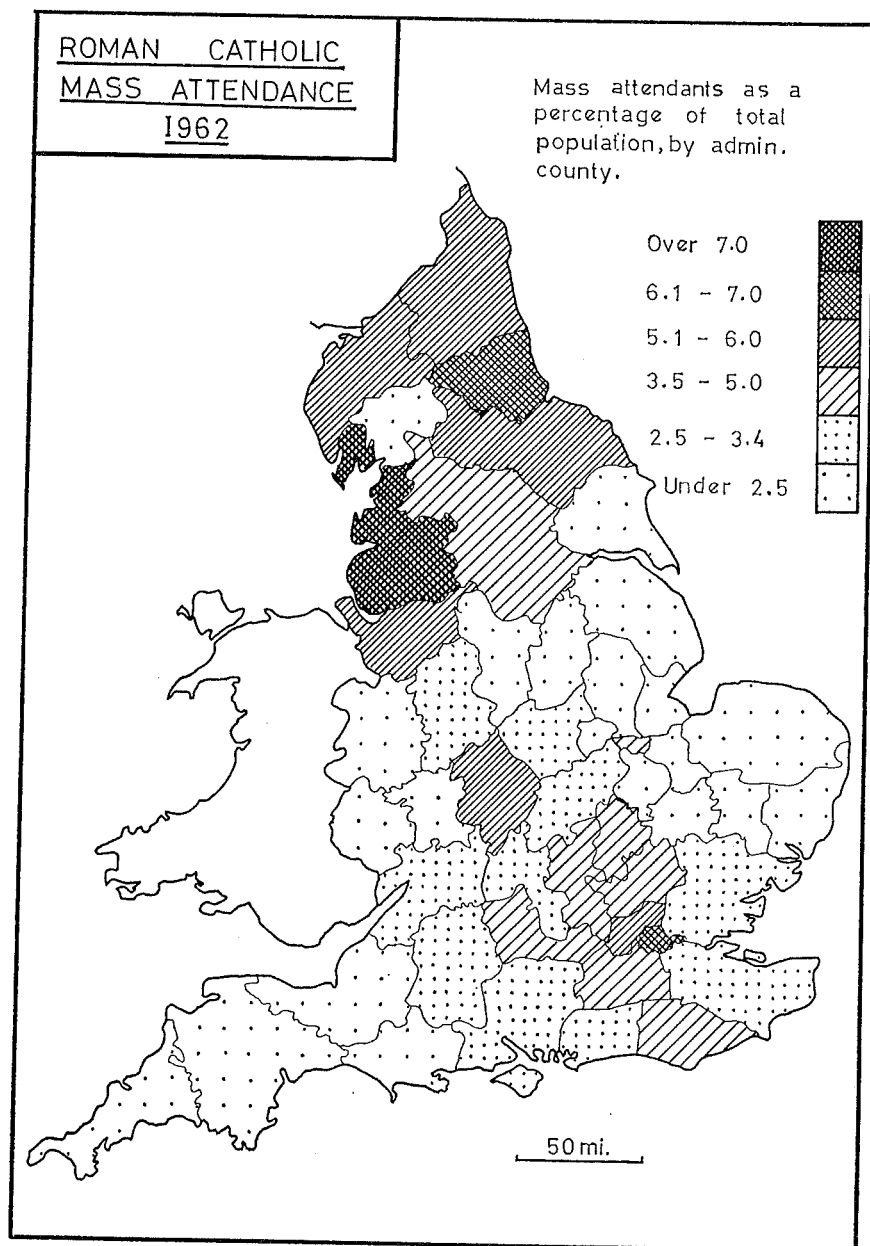 ROMAN CATHOLIC
MASS ATTENDANCE
1962
Mass attendants as a
percentage of total
population, by admin.
county.
Over 7.0
6.1 - 7.0
5.1 - 6.0
3.5 - 5.0
2.5 - 3.4
Under 2.5
50 mi.